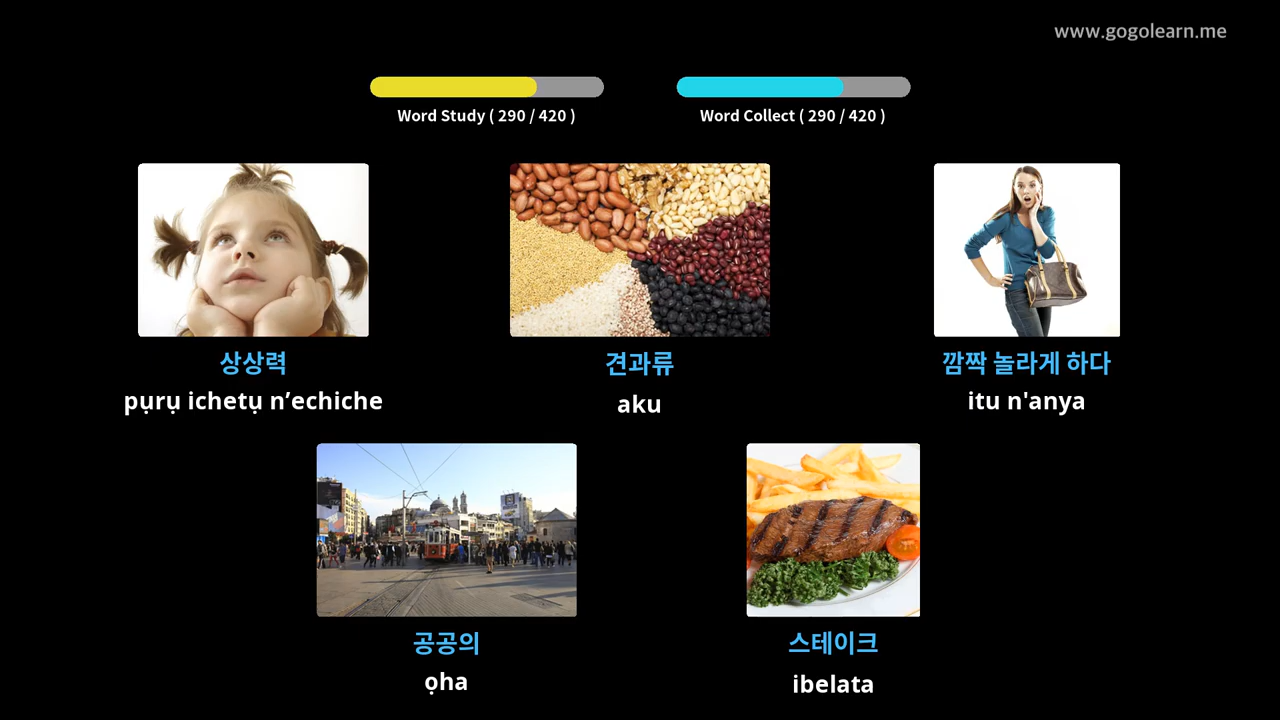 www.gogolearn.me
Word Study ( 290 / 420 )
Word Collect ( 290 / 420 )
상상력
pụrụ ichetụ n’echiche
견과류
aku
깜짝 놀라게 하다
itu n'anya
공공의
ọha
스테이크
ibelata